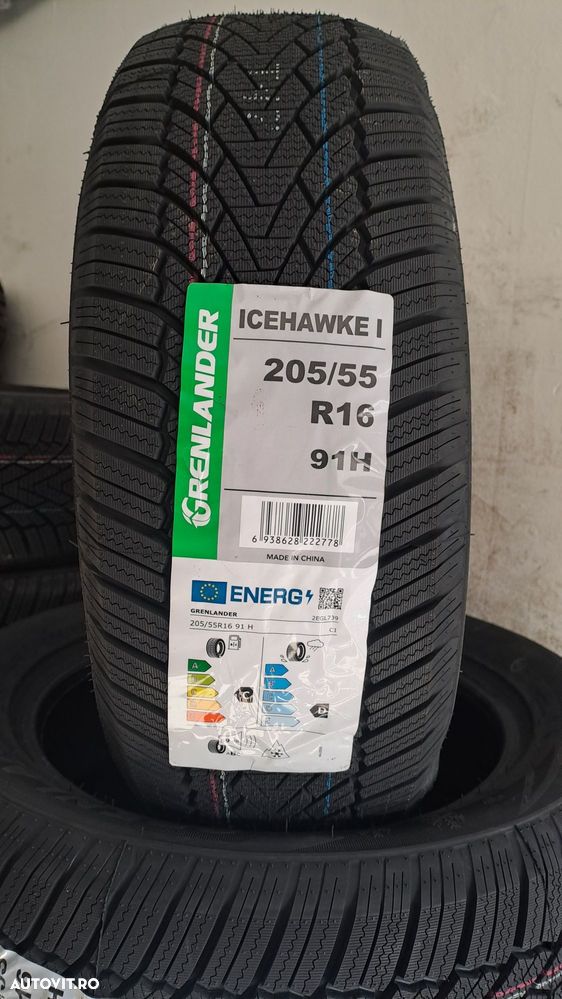 GRENLANDER
ICEHAWKE I
205/55
R16
91H
6 938628 222778
MADE IN CHINA
ENERG
GRENLANDER
2EGL739
205/55R16 91 H
C1
A
A
C
D
AUTOVIT.RO